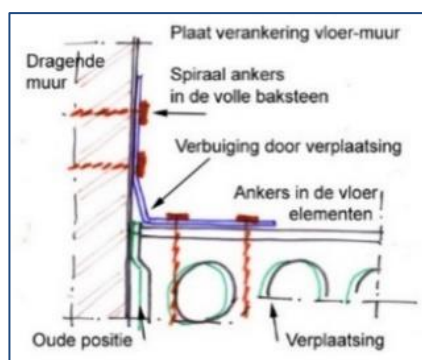 Plaat verankering vloer-muur
Dragende
muur
Spiraal ankers
in de volle baksteen
Verbuiging door verplaatsing
Ankers in de vloer
elementen
Oude positie
Verplaatsing